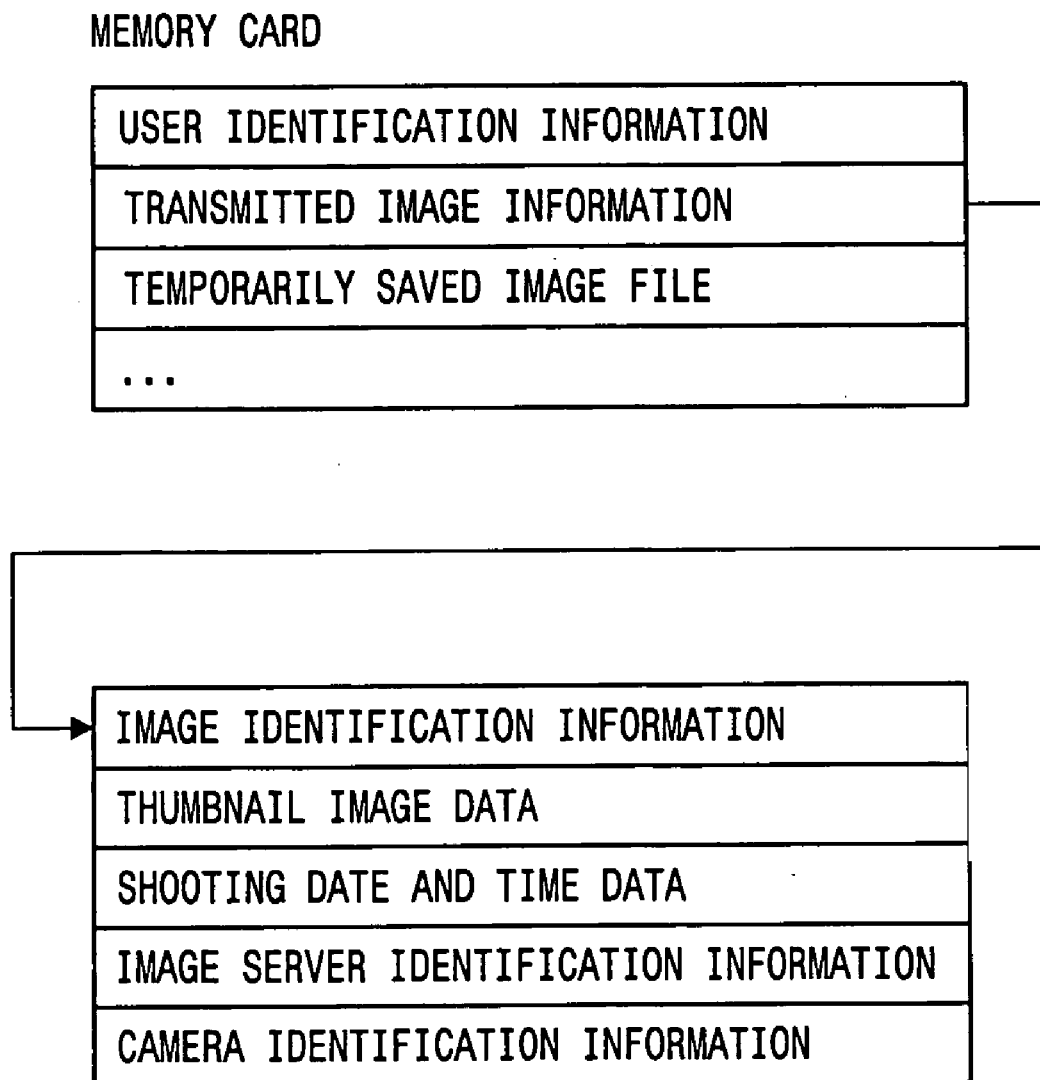 MEMORY CARD
USER IDENTIFICATION INFORMATION
TRANSMITTED IMAGE INFORMATION
TEMPORARILY SAVED IMAGE FILE
...
IMAGE IDENTIFICATION INFORMATION
THUMBNAIL IMAGE DATA
SHOOTING DATE AND TIME DATA
IMAGE SERVER IDENTIFICATION INFORMATION
CAMERA IDENTIFICATION INFORMATION